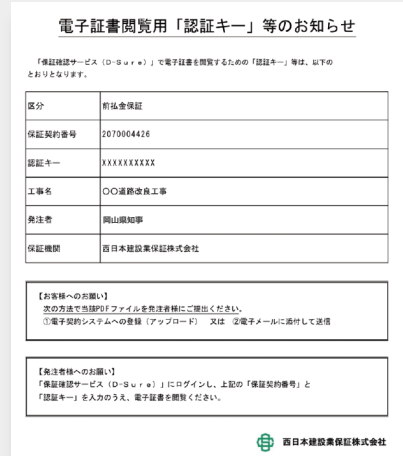 電子証書閲覧用「認証キー」等のお知らせ
「保証確認サービス（D-Sure）」で電子証書を閲覧するための「認証キー」等は、以下の
とおりとなります。
区分 前払金保証
保証契約番号 2070004426
認証キー XXXXXXXXXX
工事名 〇〇道路改良工事
発注者 岡山県知事
保証機関 西日本建設業保証株式会社
【お客様へのお願い】
次の方法で当該PDFファイルを発注者様にご提出ください。
①電子契約システムへの登録（アップロード） 又は ②電子メールに添付して送信
【発注者様へのお願い】
「保証確認サービス（D-Sure）」にログインし、上記の「保証契約番号」と
「認証キー」を入力のうえ、電子証書を閲覧ください。
西日本建設業保証株式会社